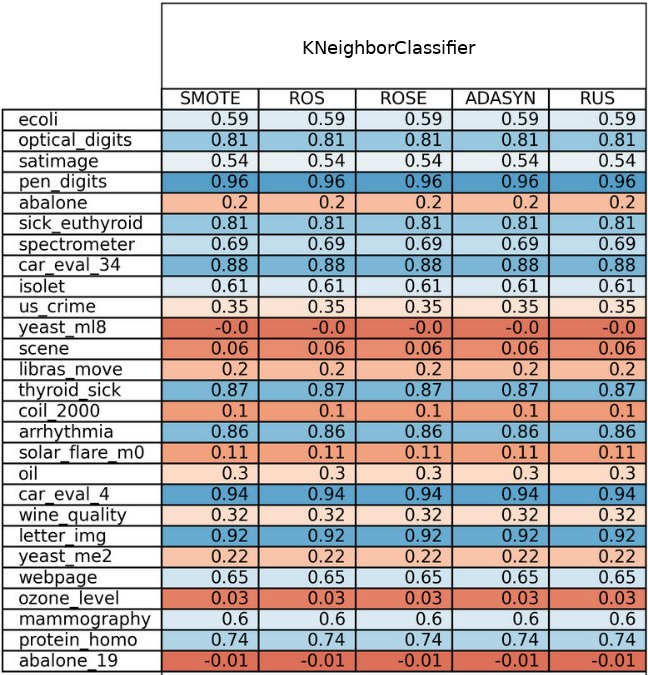 KNeighborClassifier
SMOTE ROS ROSE ADASYN RUS
ecoli 0.59 0.59 0.59 0.59 0.59
optical_digits 0.81 0.81 0.81 0.81 0.81
satimage 0.54 0.54 0.54 0.54 0.54
pen_digits 0.96 0.96 0.96 0.96 0.96
abalone 0.2 0.2 0.2 0.2 0.2
sick_euthyroid 0.81 0.81 0.81 0.81 0.81
spectrometer 0.69 0.69 0.69 0.69 0.69
car_eval_34 0.88 0.88 0.88 0.88 0.88
isolet 0.61 0.61 0.61 0.61 0.61
us_crime 0.35 0.35 0.35 0.35 0.35
yeast_ml8 -0.0 -0.0 -0.0 -0.0 -0.0
scene 0.06 0.06 0.06 0.06 0.06
libras_move 0.2 0.2 0.2 0.2 0.2
thyroid_sick 0.87 0.87 0.87 0.87 0.87
coil_2000 0.1 0.1 0.1 0.1 0.1
arrhythmia 0.86 0.86 0.86 0.86 0.86
solar_flare_m0 0.11 0.11 0.11 0.11 0.11
oil 0.3 0.3 0.3 0.3 0.3
car_eval_4 0.94 0.94 0.94 0.94 0.94
wine_quality 0.32 0.32 0.32 0.32 0.32
letter_img 0.92 0.92 0.92 0.92 0.92
yeast_me2 0.22 0.22 0.22 0.22 0.22
webpage 0.65 0.65 0.65 0.65 0.65
ozone_level 0.03 0.03 0.03 0.03 0.03
mammography 0.6 0.6 0.6 0.6 0.6
protein_homo 0.74 0.74 0.74 0.74 0.74
abalone_19 -0.01 -0.01 -0.01 -0.01 -0.01